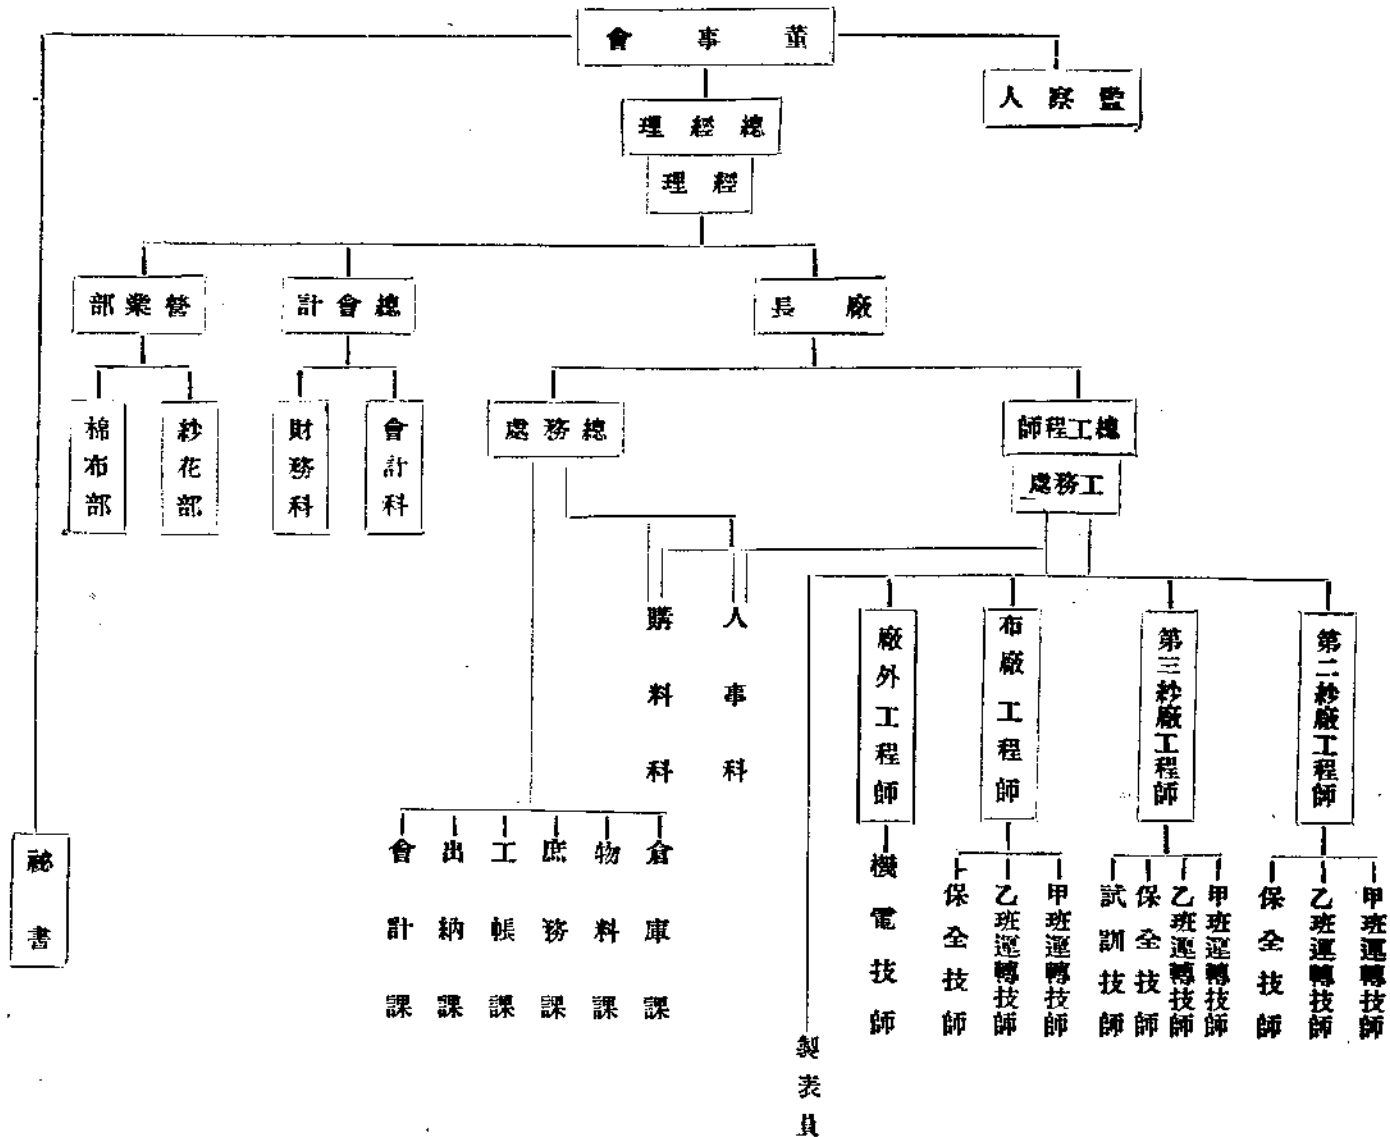 董事會
監察人
總經理
經理
廠長
總會計
營業部
總工程師
工務處
總務處
會計科
財務科
紗花部
棉布部
第二紗廠工程師
第三紗廠工程師
布廠工程師
廠外工程師
人事科
購料科
甲班運轉技師
乙班運轉技師
保全技師
甲班運轉技師
乙班運轉技師
保全技師
試訓技師
甲班運轉技師
乙班運轉技師
保全技師
機電技師
製表員
倉庫課
物料課
庶務課
工帳課
出納課
會計課
祕書